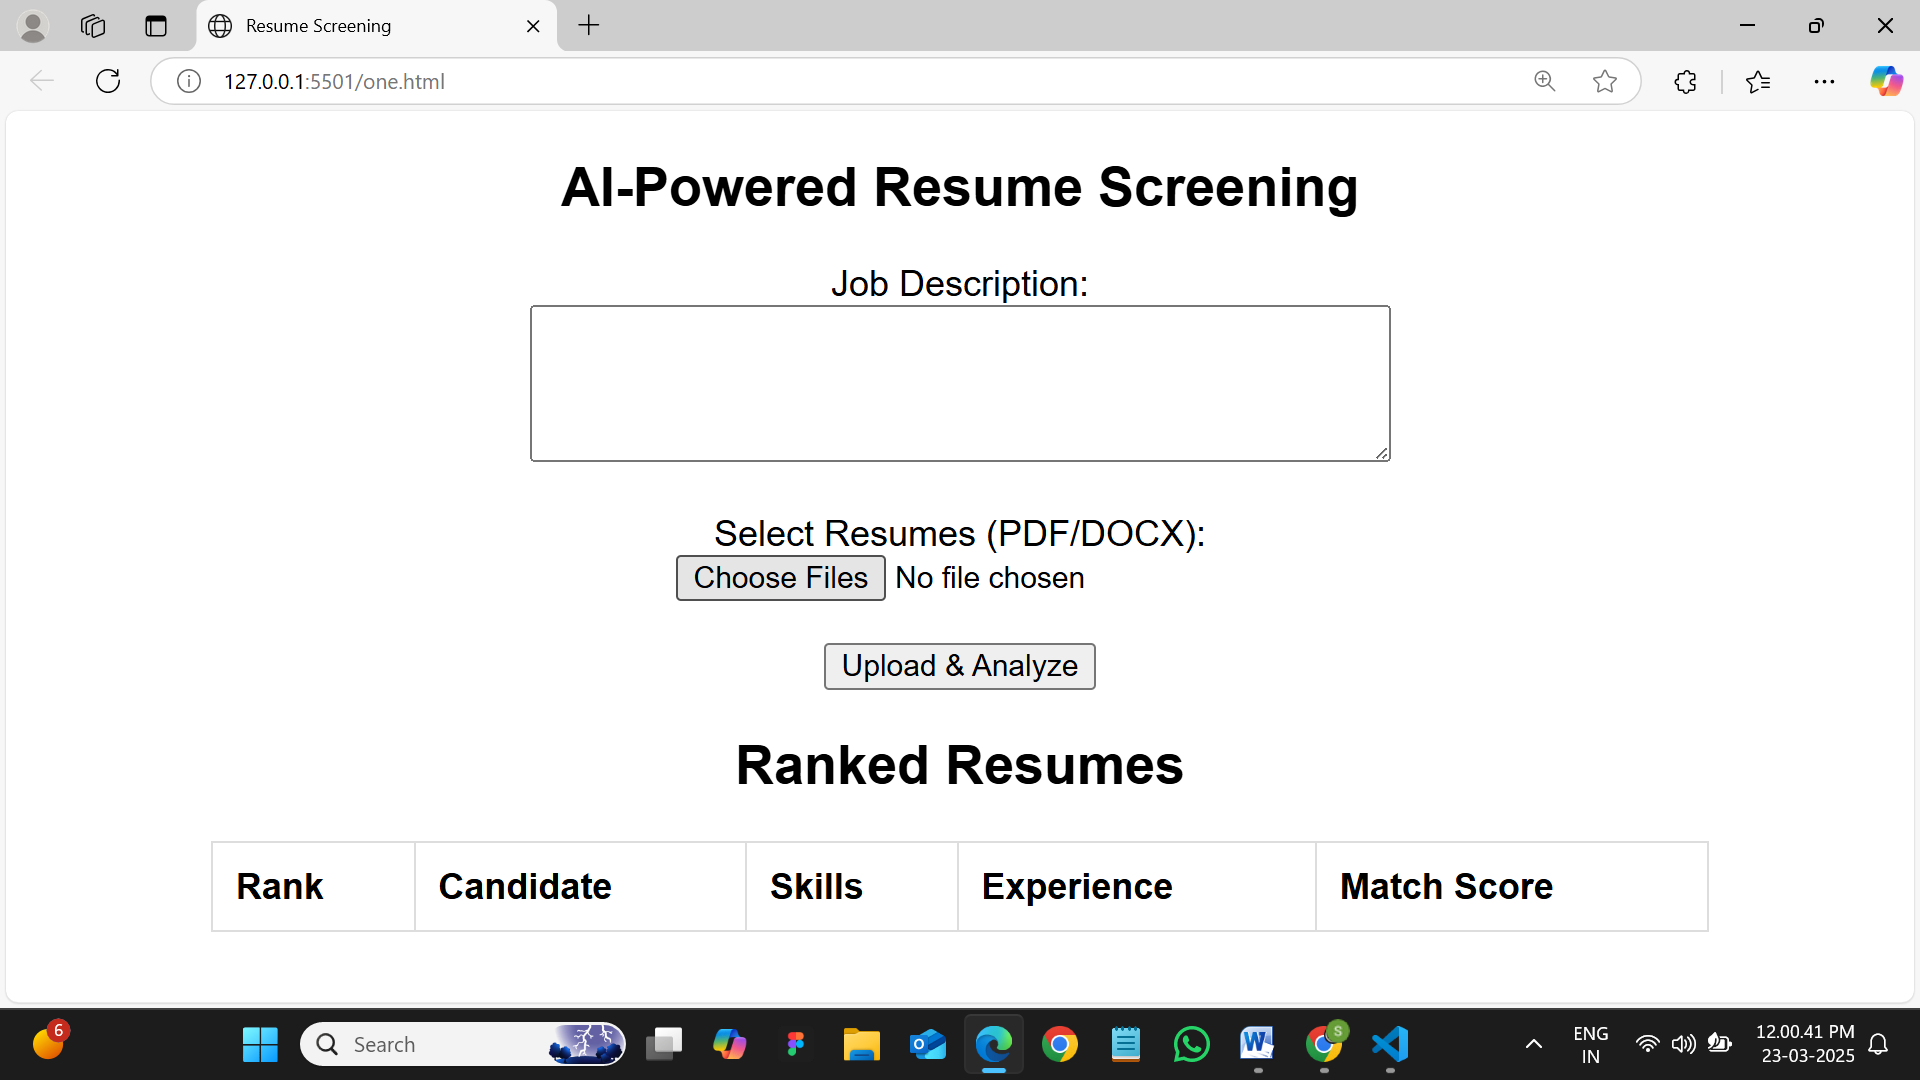 Resume Screening
127.0.0.1:5501/one.html
AI-Powered Resume Screening
Job Description:
Select Resumes (PDF/DOCX):
Choose Files No file chosen
Upload & Analyze
Ranked Resumes
Rank Candidate Skills Experience Match Score
6
Search
S
ENG
IN
12.00.41 PM
23-03-2025